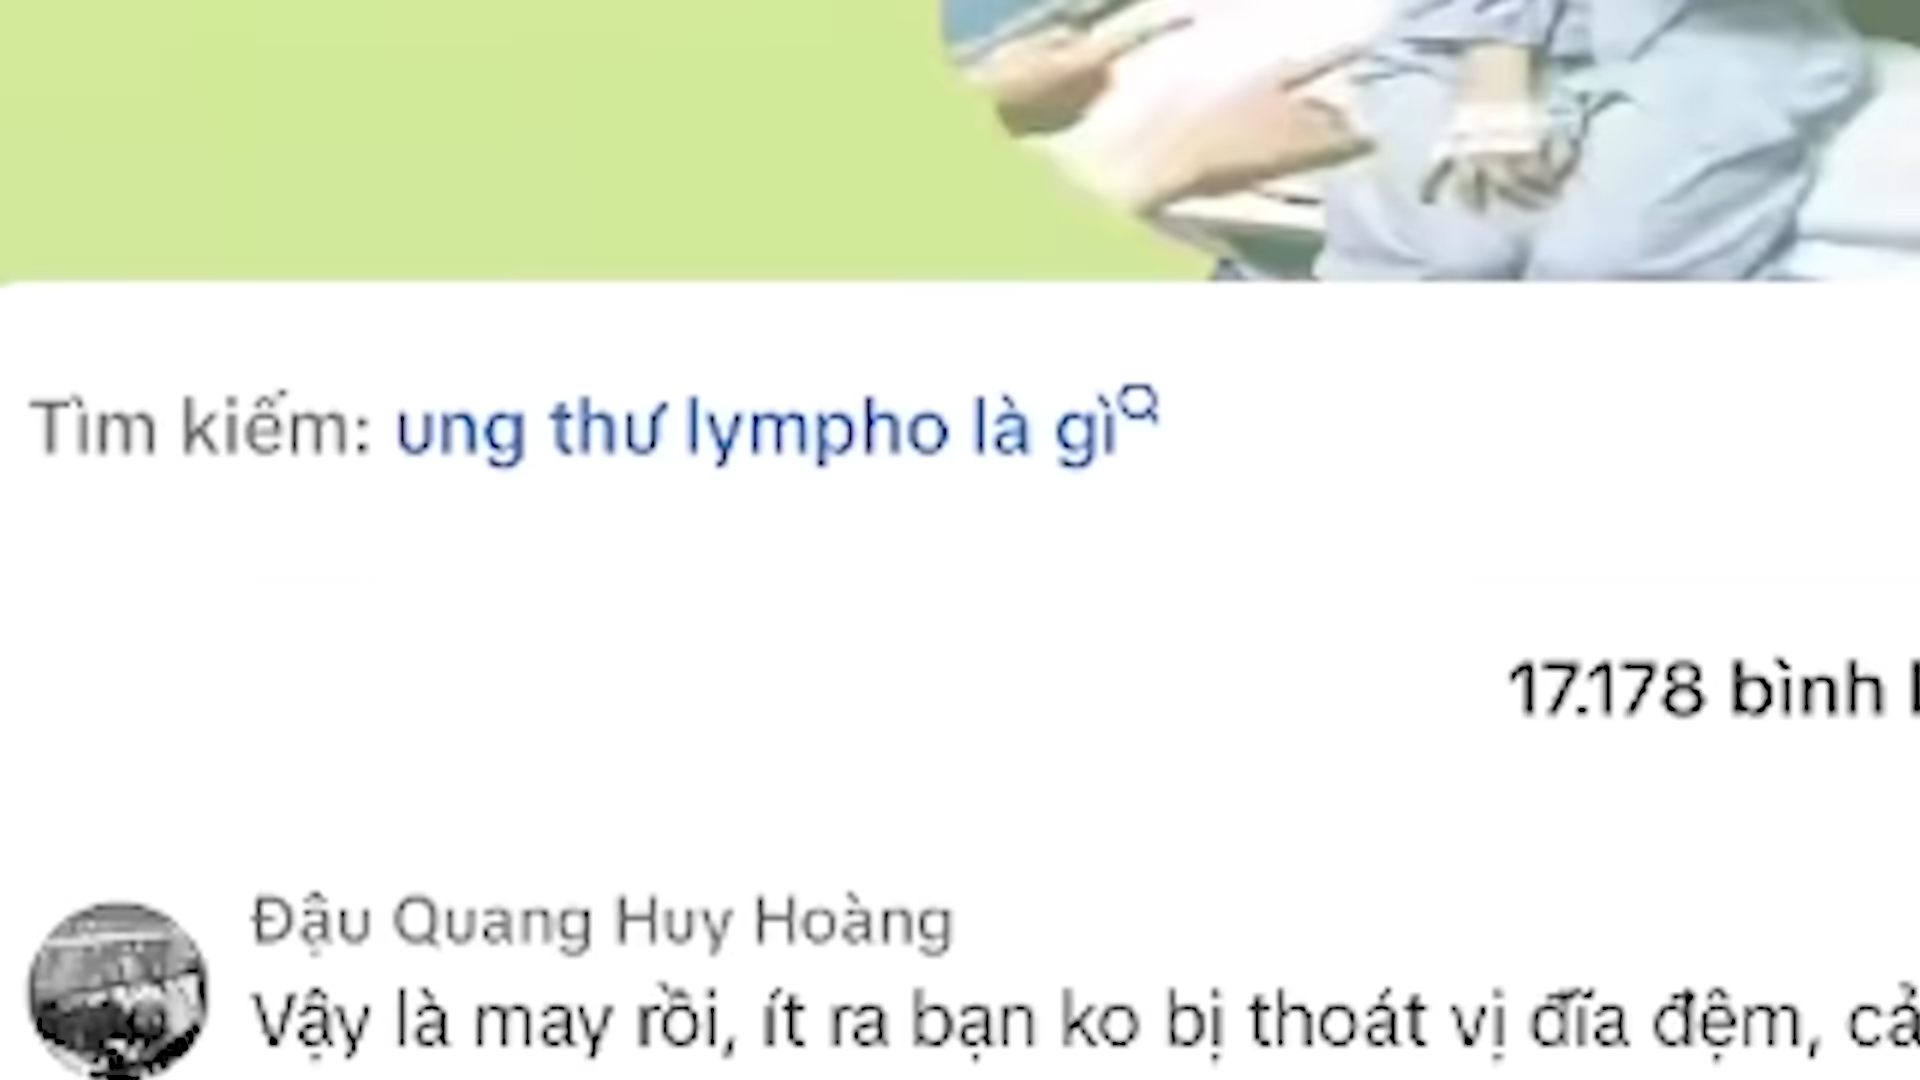 Tìm kiếm: ung thư lympho là gì
17.178 bình
Đậu Quang Huy Hoàng
Vậy là may rồi, ít ra bạn ko bị thoát vị đĩa đệm, cả